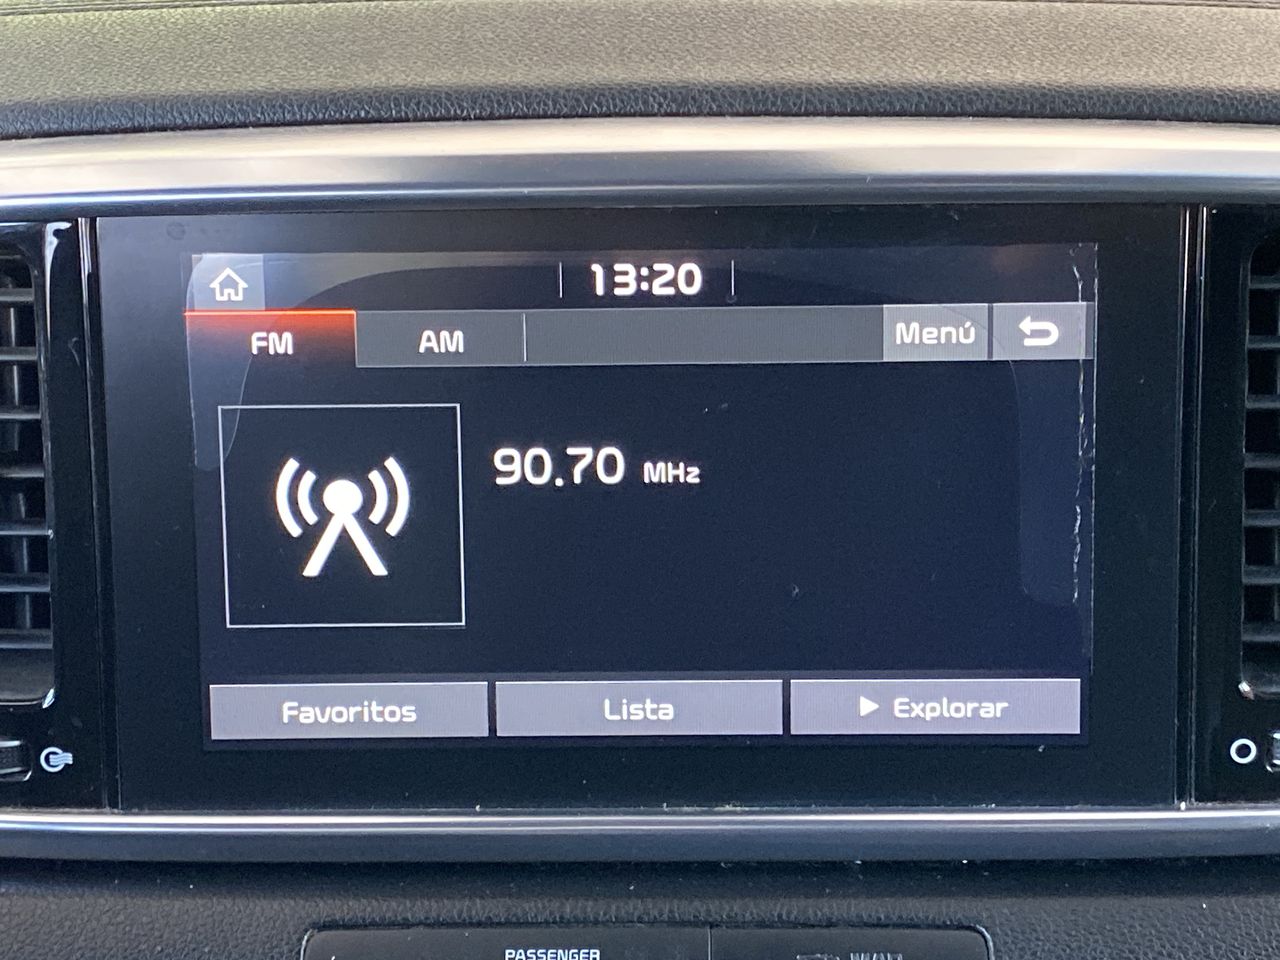 13:20
FM AM Menú
90.70 MHz
Favoritos Lista Explorar
PASSENGER